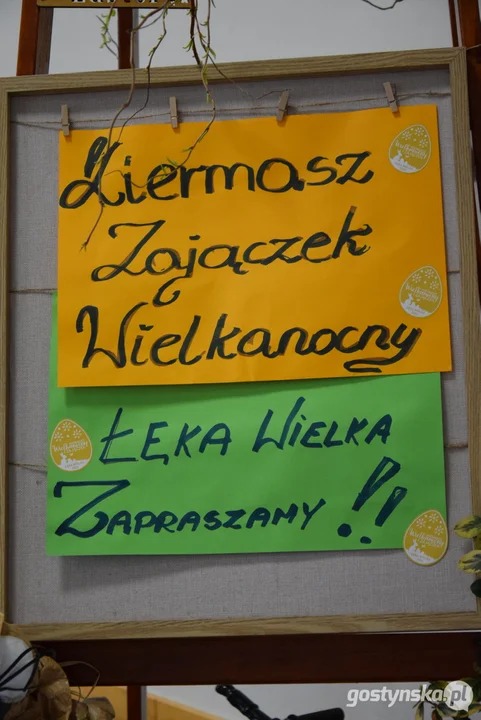 Kiermasz
Zajączek
Wielkanocny
ŁĘKA WIELKA
ZAPRASZAMY !!
gostynska.pl